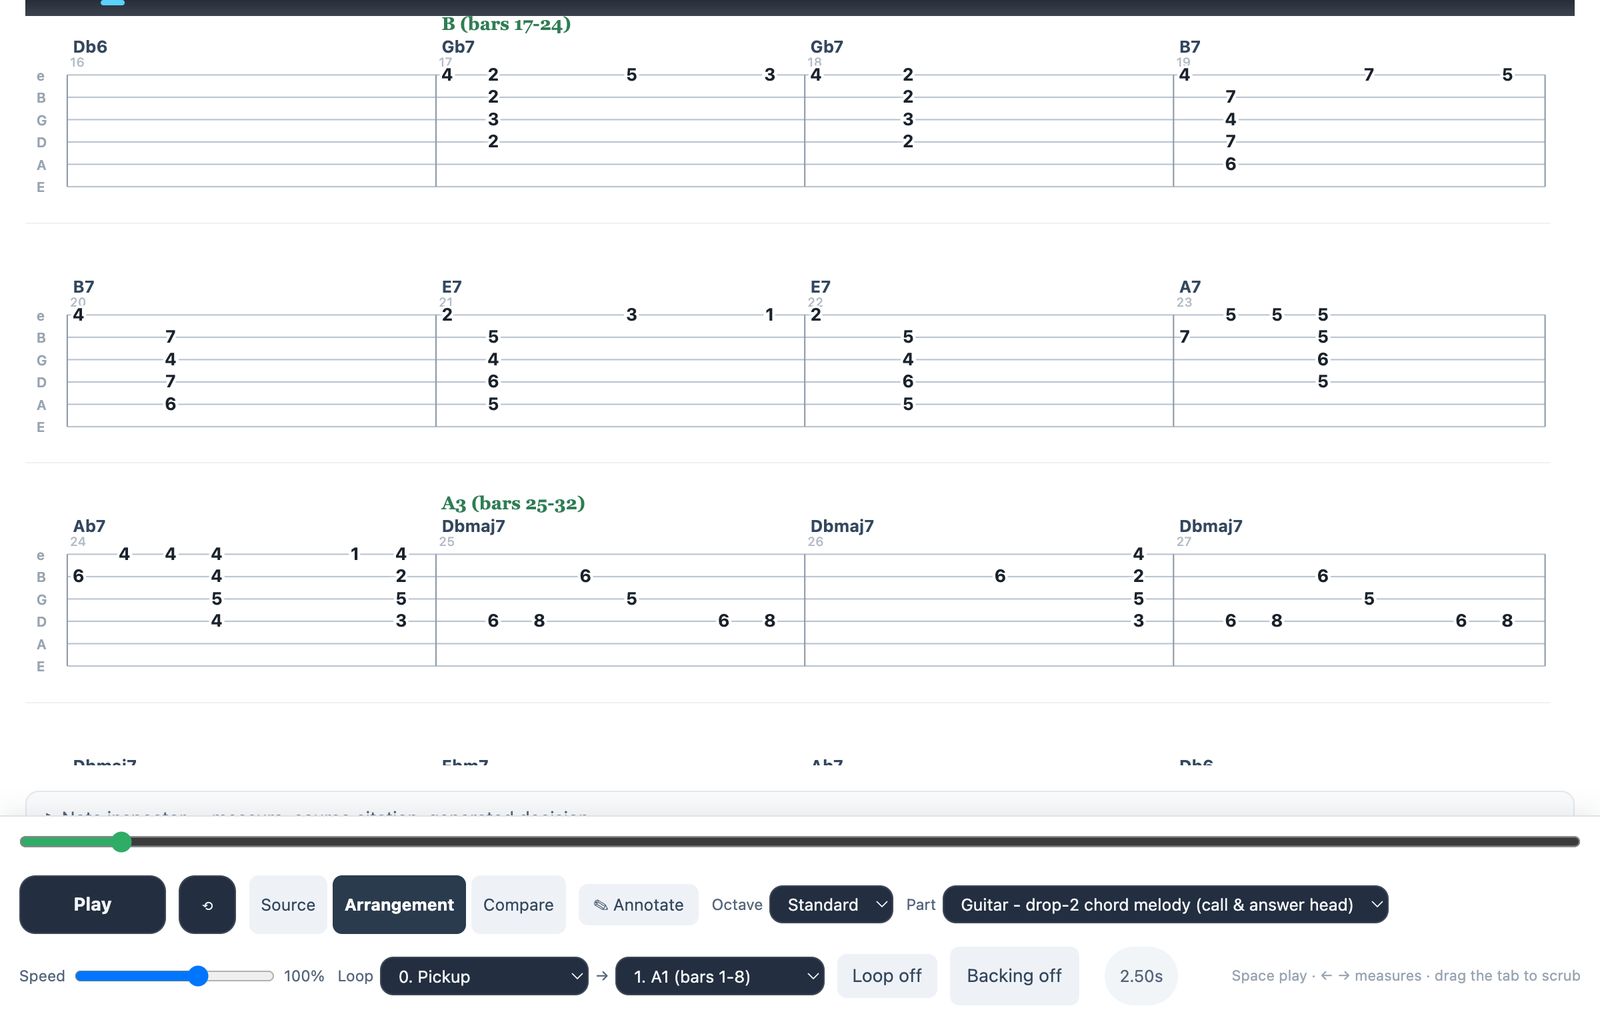 B (bars 17-24)
Db6 Gb7 Gb7 B7
16 17 18 19
e 4 2 5 3 4 2 4 7 5
B 2 2 7
G 3 3 4
D 2 2 7
A 6
E
B7 E7 E7 A7
20 21 22 23
e 4 2 3 1 2 5 5 5
B 7 5 5 7 5
G 4 4 4 6
D 7 6 6 5
A 6 5 5
E
A3 (bars 25-32)
Ab7 Dbmaj7 Dbmaj7 Dbmaj7
24 25 26 27
e 4 4 4 1 4 4
B 6 4 2 6 6 2 6
G 5 5 5 5 5
D 4 3 6 8 6 8 3 6 8 6 8
A
E
Dbmaj7 Ebm7 Ab7 Db6
Play ⟲ Source Arrangement Compare ✎ Annotate Octave Standard Part Guitar - drop-2 chord melody (call & answer head)
Speed 100% Loop 0. Pickup → 1. A1 (bars 1-8) Loop off Backing off 2.50s Space play · ← → measures · drag the tab to scrub